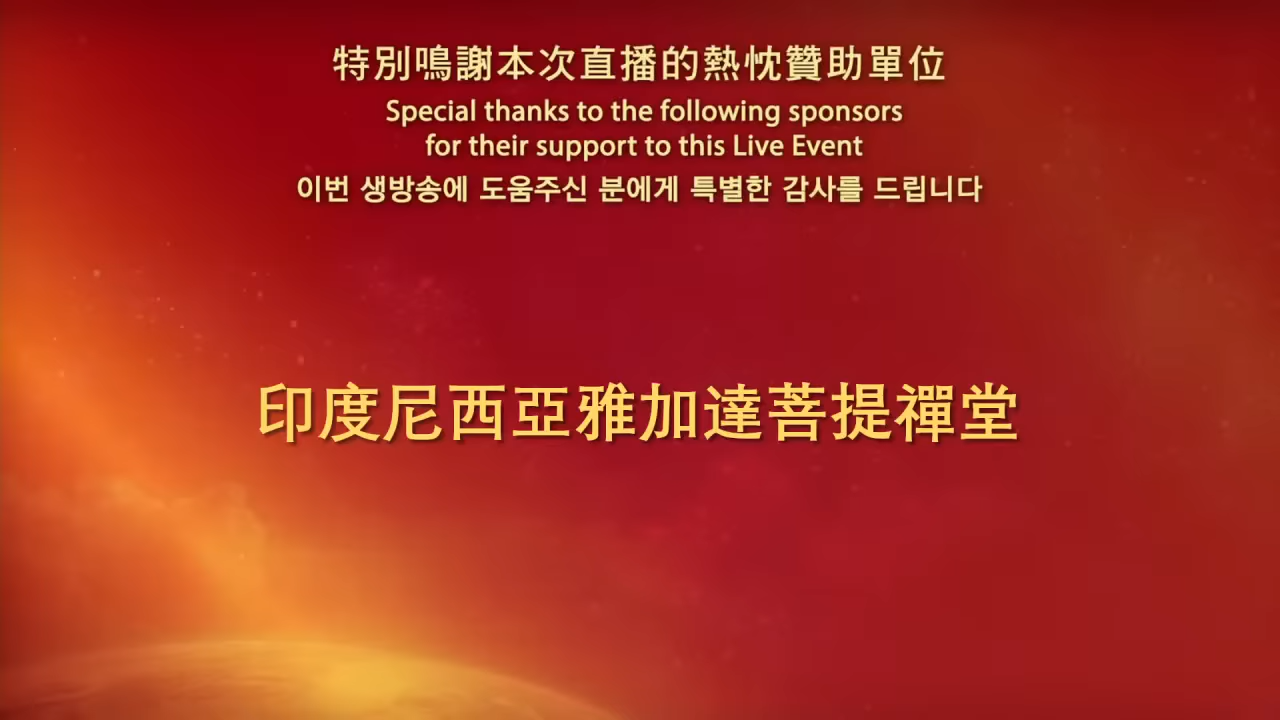 特別鳴謝本次直播的熱忱贊助單位
Special thanks to the following sponsors
for their support to this Live Event
이번 생방송에 도움주신 분에게 특별한 감사를 드립니다
印度尼西亞雅加達菩提禪堂